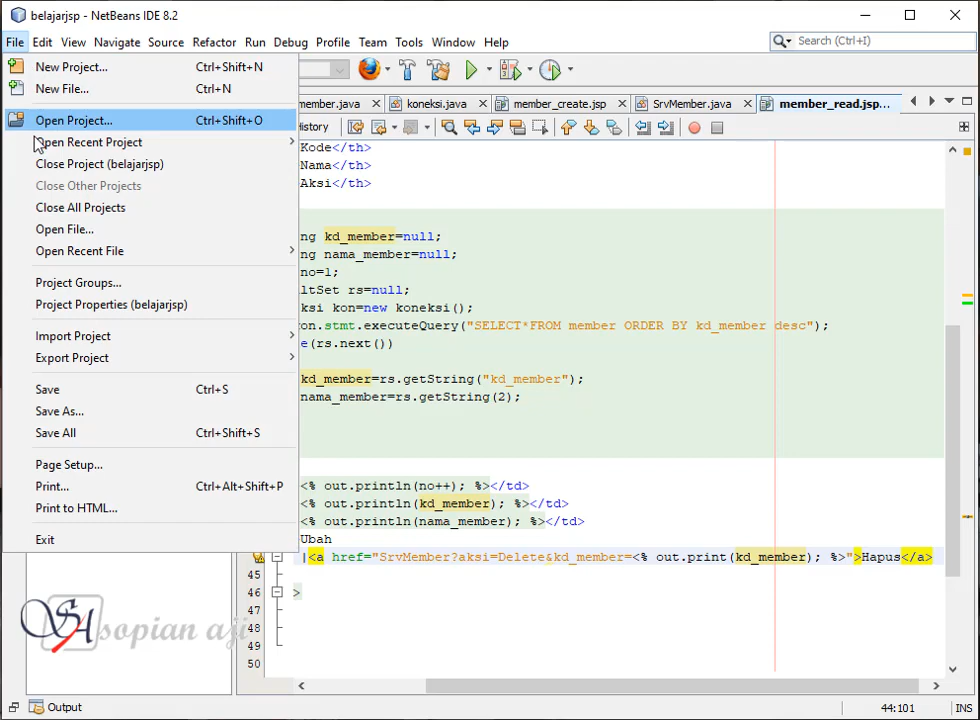 belajarjsp - NetBeans IDE 8.2
File Edit View Navigate Source Refactor Run Debug Profile Team Tools Window Help
Search (Ctrl+I)
New Project... Ctrl+Shift+N
New File... Ctrl+N
Open Project... Ctrl+Shift+O
Open Recent Project
Close Project (belajarjsp)
Close Other Projects
Close All Projects
Open File...
Open Recent File
Project Groups...
Project Properties (belajarjsp)
Import Project
Export Project
Save Ctrl+S
Save As...
Save All Ctrl+Shift+S
Page Setup...
Print... Ctrl+Alt+Shift+P
Print to HTML...
Exit
member.java koneksi.java member_create.jsp SrvMember.java member_read.jsp...
History
Kode</th>
Nama</th>
Aksi</th>
ng kd_member=null;
ng nama_member=null;
no=1;
ltSet rs=null;
ksi kon=new koneksi();
on.stmt.executeQuery("SELECT*FROM member ORDER BY kd_member desc");
e(rs.next())
kd_member=rs.getString("kd_member");
nama_member=rs.getString(2);
<% out.println(no++); %></td>
<% out.println(kd_member); %></td>
<% out.println(nama_member); %></td>
Ubah
|<a href="SrvMember?aksi=Delete&kd_member=<% out.print(kd_member); %>">Hapus</a>
45
46 >
47
48
49
50
SA sopian aji
Output
44:101 INS